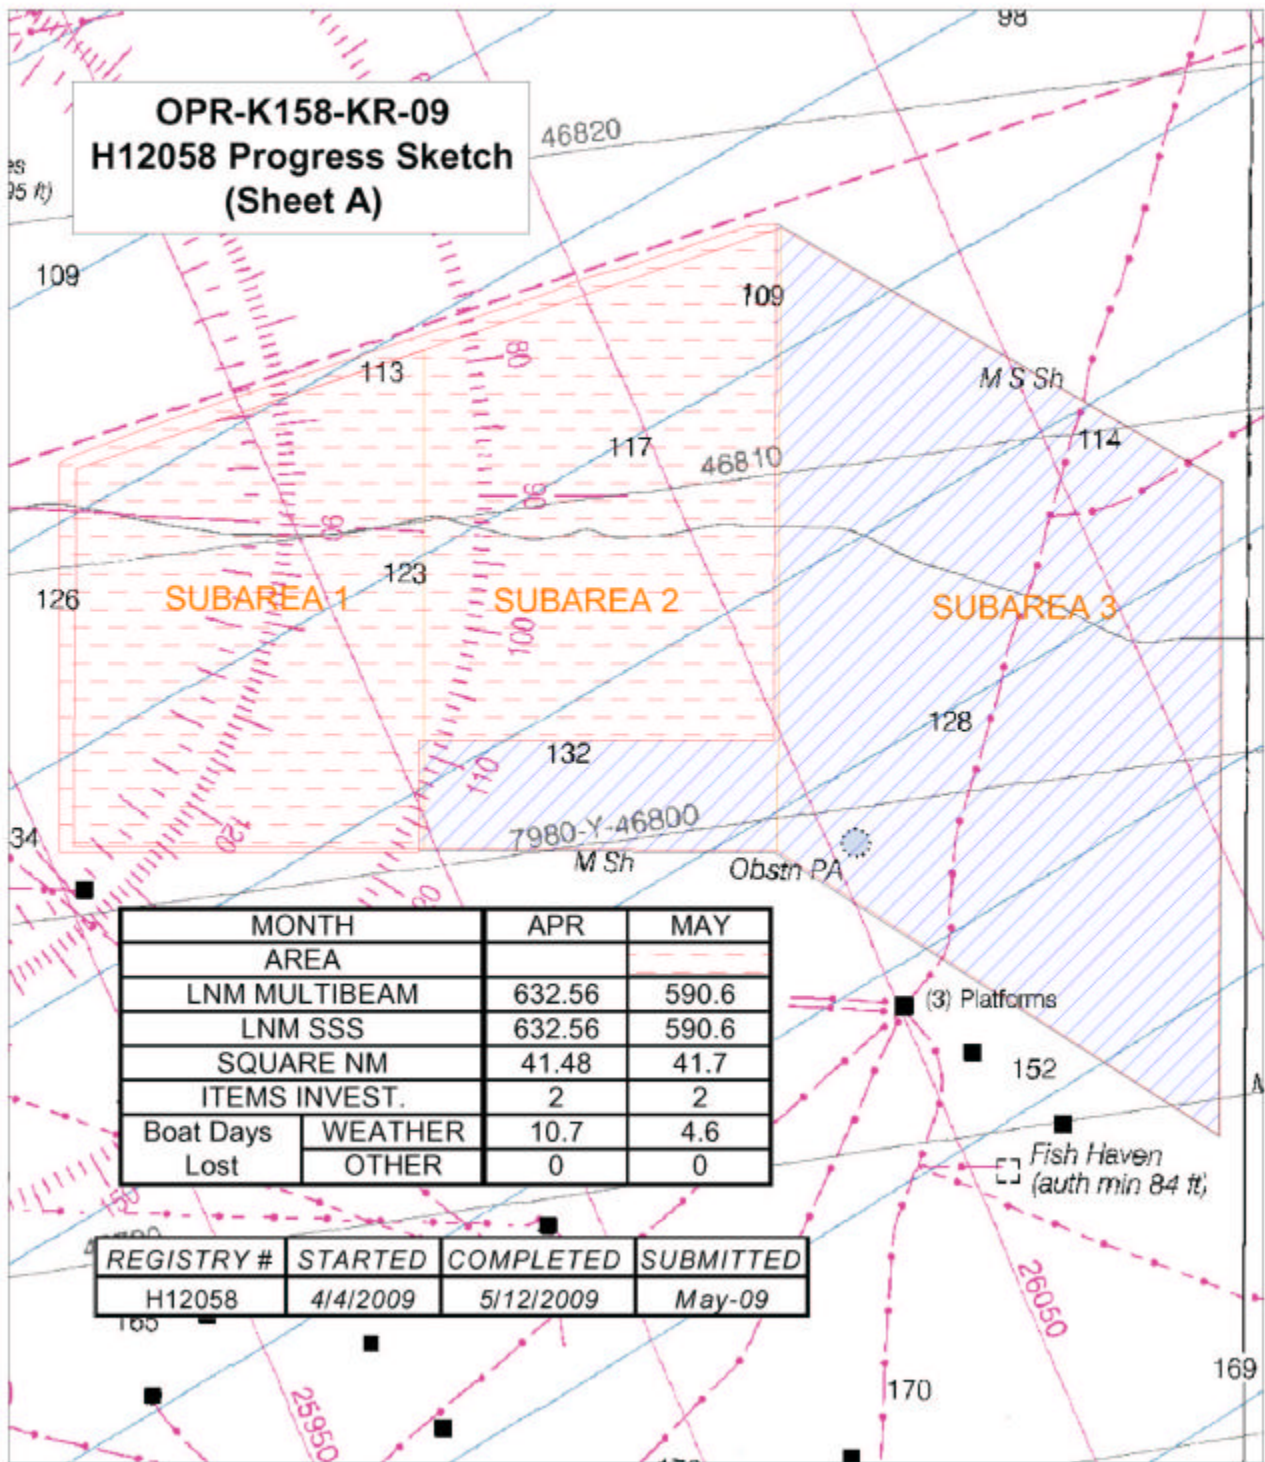 98
OPR-K158-KR-09
H12058 Progress Sketch
(Sheet A)
46820
95 ft)
109
109
80
113
M S Sh
114
117
46810
90
90
123
126
SUBAREA 1
SUBAREA 2
SUBAREA 3
100
128
132
110
34
120
7980-Y-46800
M Sh
Obstn PA
MONTH APR MAY
AREA
LNM MULTIBEAM 632.56 590.6
LNM SSS 632.56 590.6
SQUARE NM 41.48 41.7
ITEMS INVEST. 2 2
Boat Days Lost WEATHER 10.7 4.6
OTHER 0 0
(3) Platforms
152
Fish Haven
(auth min 84 ft)
REGISTRY # STARTED COMPLETED SUBMITTED
H12058 4/4/2009 5/12/2009 May-09
165
26050
169
170
25950